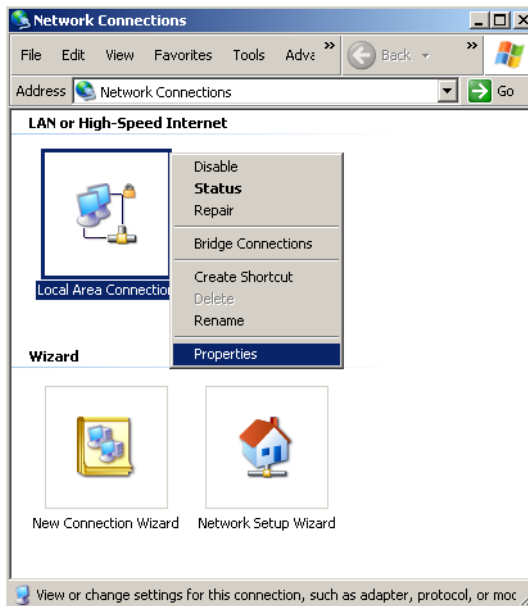 Network Connections
File Edit View Favorites Tools Adva » Back »
Address Network Connections Go
LAN or High-Speed Internet
Disable
Status
Repair
Bridge Connections
Local Area Connection
Create Shortcut
Delete
Rename
Properties
Wizard
New Connection Wizard Network Setup Wizard
View or change settings for this connection, such as adapter, protocol, or moc